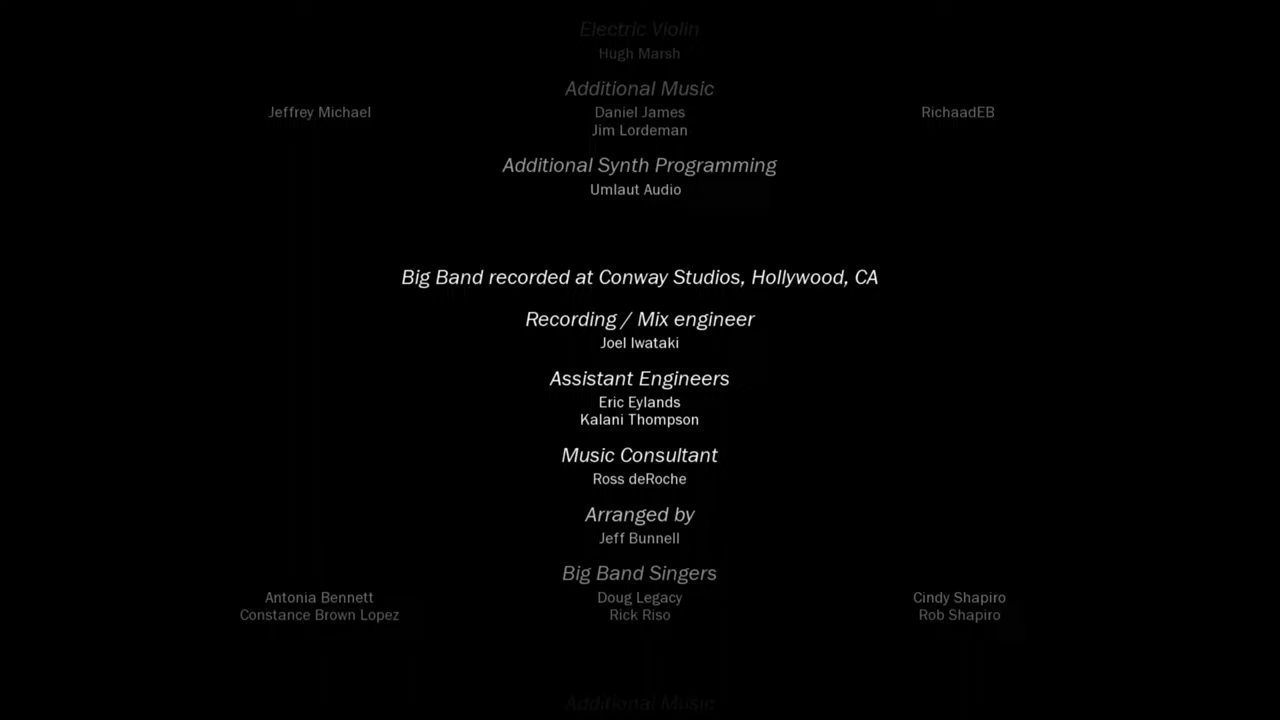 Electric Violin
Hugh Marsh
Additional Music
Jeffrey Michael Daniel James RichaadEB
Jim Lordeman
Additional Synth Programming
Umlaut Audio
Big Band recorded at Conway Studios, Hollywood, CA
Recording / Mix engineer
Joel Iwataki
Assistant Engineers
Eric Eylands
Kalani Thompson
Music Consultant
Ross deRoche
Arranged by
Jeff Bunnell
Big Band Singers
Antonia Bennett Doug Legacy Cindy Shapiro
Constance Brown Lopez Rick Riso Rob Shapiro
Additional Music